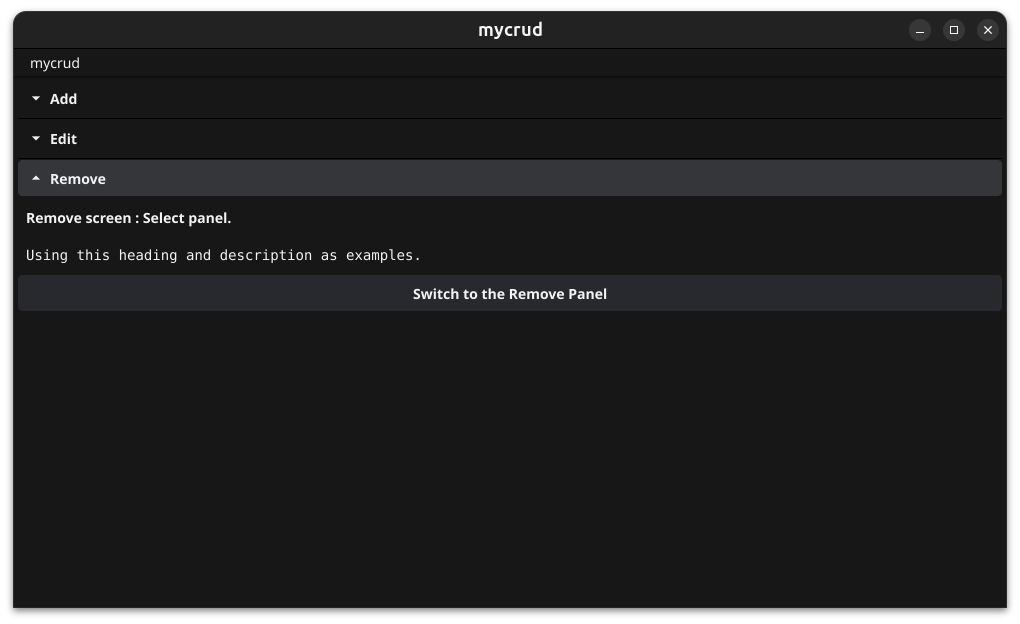 mycrud
mycrud
Add
Edit
Remove
Remove screen : Select panel.
Using this heading and description as examples.
Switch to the Remove Panel